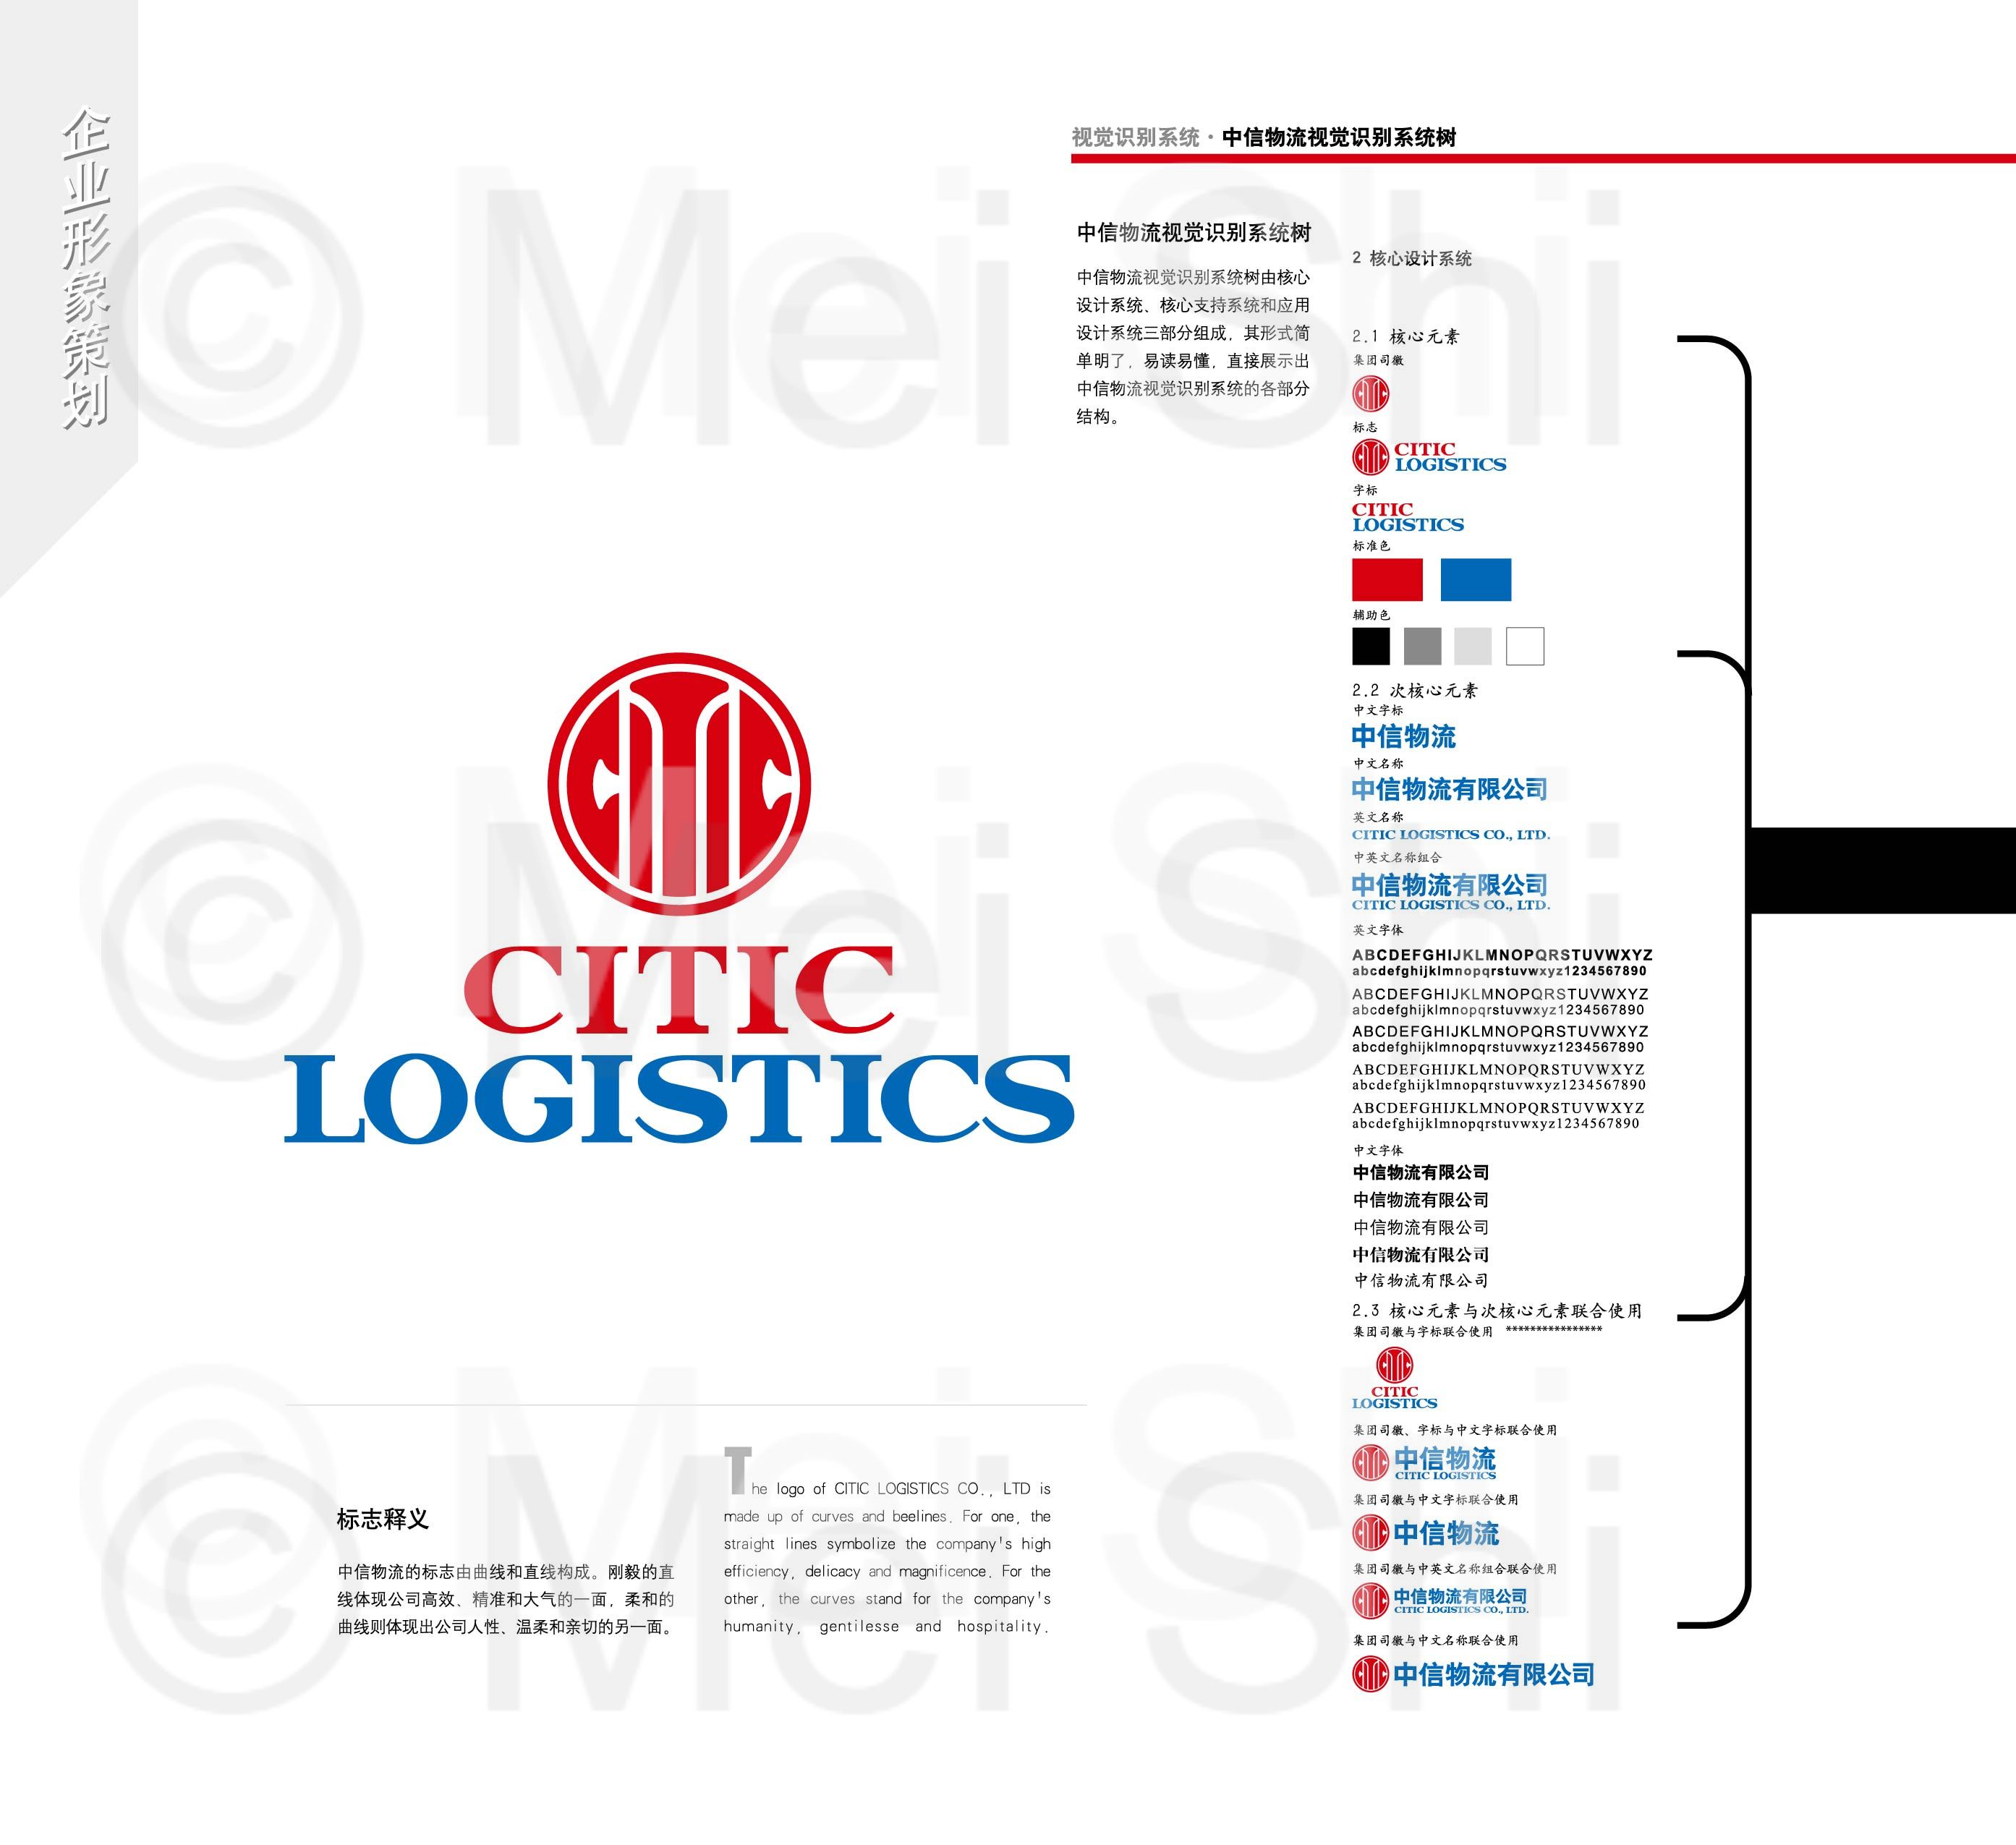 企业形象策划
视觉识别系统·中信物流视觉识别系统树
中信物流视觉识别系统树
中信物流视觉识别系统树由核心
设计系统、核心支持系统和应用
设计系统三部分组成，其形式简
单明了，易读易懂，直接展示出
中信物流视觉识别系统的各部分
结构。
CITIC
LOGISTICS
标志释义
中信物流的标志由曲线和直线构成。刚毅的直
线体现公司高效、精准和大气的一面，柔和的
曲线则体现出公司人性、温柔和亲切的另一面。
The logo of CITIC LOGISTICS CO., LTD is
made up of curves and beelines. For one, the
straight lines symbolize the company's high
efficiency, delicacy and magnificence. For the
other, the curves stand for the company's
humanity, gentilesse and hospitality.
2 核心设计系统
2.1 核心元素
集团司徽
标志
CITIC
LOGISTICS
字标
CITIC
LOGISTICS
标准色
辅助色
2.2 次核心元素
中文字标
中信物流
中文名称
中信物流有限公司
英文名称
CITIC LOGISTICS CO., LTD.
中英文名称组合
中信物流有限公司
CITIC LOGISTICS CO., LTD.
英文字体
ABCDEFGHIJKLMNOPQRSTUVWXYZ
abcdefghijklmnopqrstuvwxyz1234567890
ABCDEFGHIJKLMNOPQRSTUVWXYZ
abcdefghijklmnopqrstuvwxyz1234567890
ABCDEFGHIJKLMNOPQRSTUVWXYZ
abcdefghijklmnopqrstuvwxyz1234567890
ABCDEFGHIJKLMNOPQRSTUVWXYZ
abcdefghijklmnopqrstuvwxyz1234567890
ABCDEFGHIJKLMNOPQRSTUVWXYZ
abcdefghijklmnopqrstuvwxyz1234567890
中文字体
中信物流有限公司
中信物流有限公司
中信物流有限公司
中信物流有限公司
中信物流有限公司
2.3 核心元素与次核心元素联合使用
集团司徽与字标联合使用 ****************
CITIC
LOGISTICS
集团司徽、字标与中文字标联合使用
中信物流
CITIC LOGISTICS
集团司徽与中文字标联合使用
中信物流
集团司徽与中英文名称组合联合使用
中信物流有限公司
CITIC LOGISTICS CO., LTD.
集团司徽与中文名称联合使用
中信物流有限公司
© Mei Shi
© Mei Shi
© Mei Shi